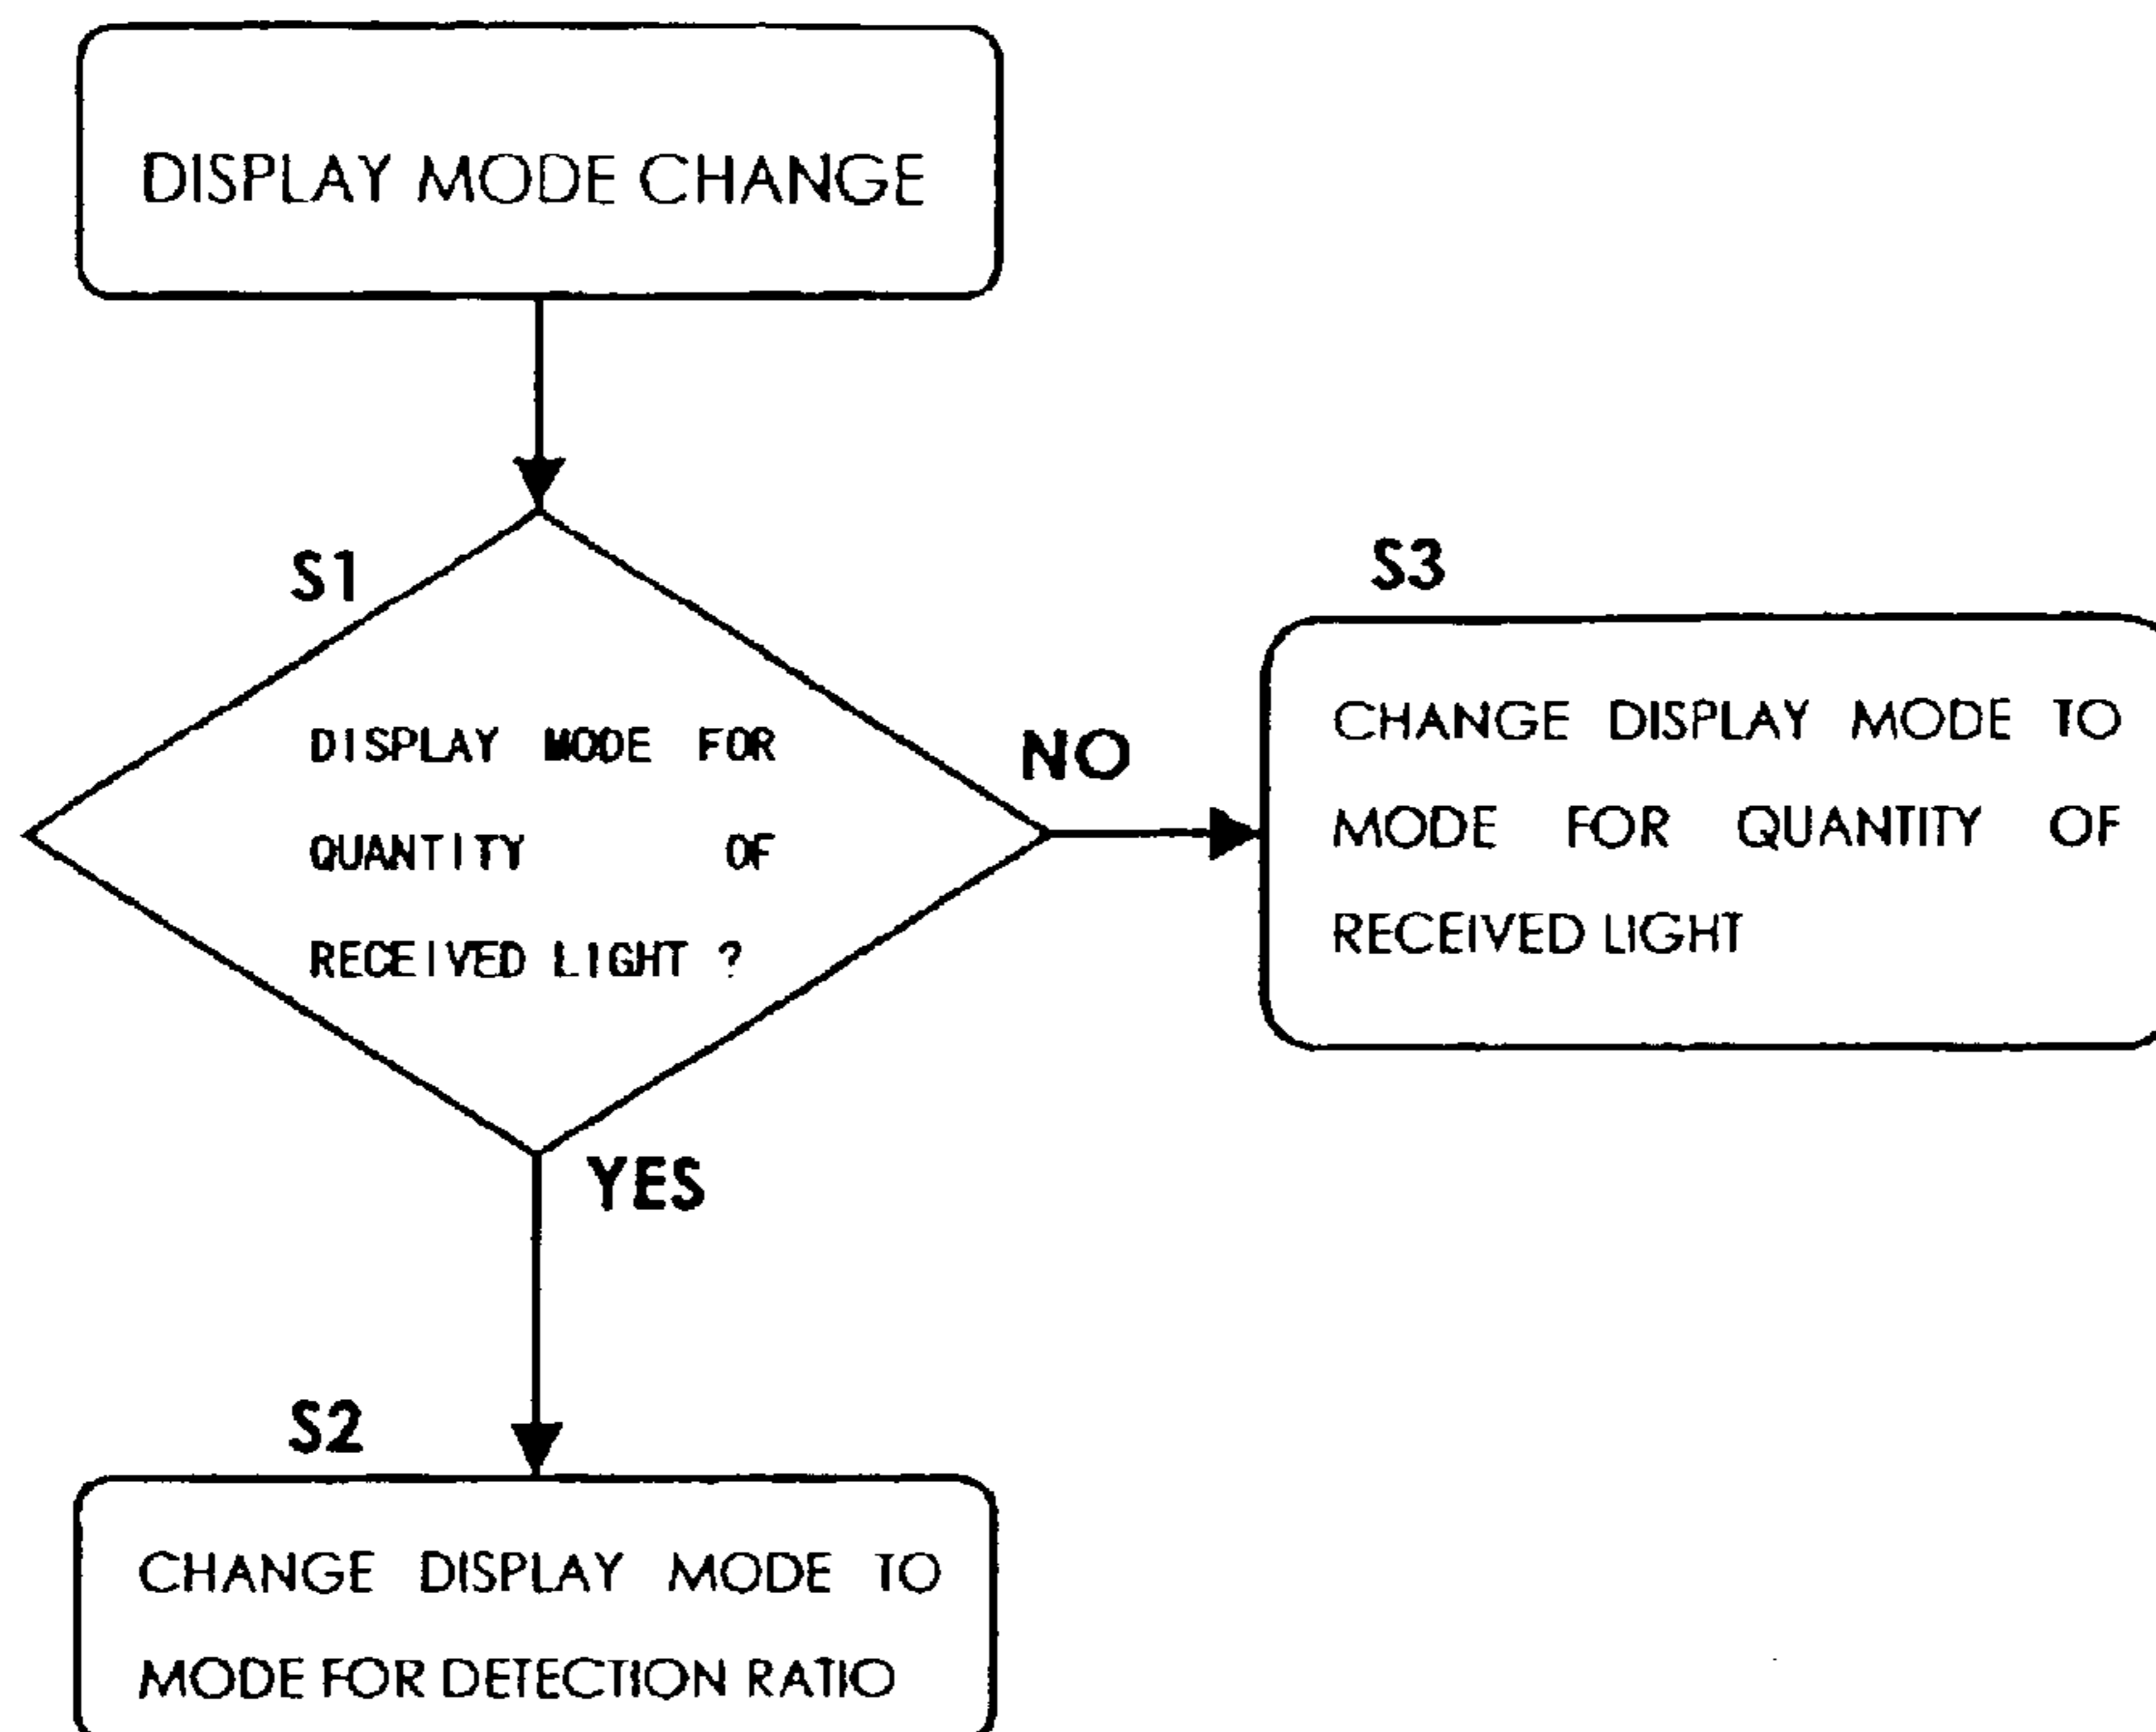 DISPLAY MODE CHANGE
S1
DISPLAY MODE FOR
QUANTITY OF
RECEIVED LIGHT ?
NO
S3
CHANGE DISPLAY MODE TO
MODE FOR QUANTITY OF
RECEIVED LIGHT
YES
S2
CHANGE DISPLAY MODE TO
MODE FOR DETECTION RATIO